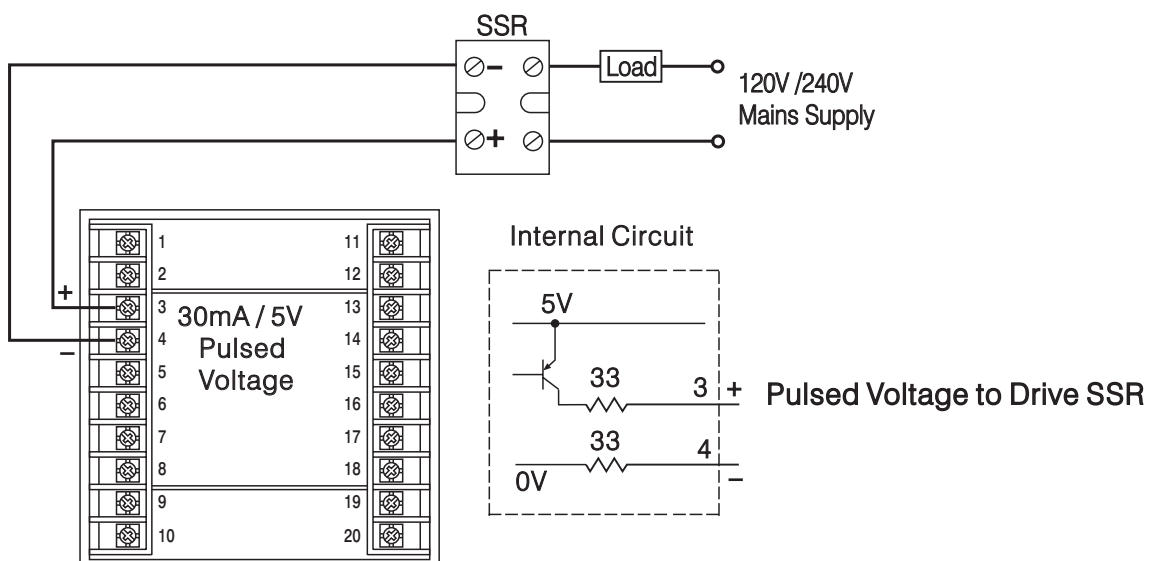 SSR
−
Load
120V /240V
Mains Supply
+
1
2
3
4
5
6
7
8
9
10
11
12
13
14
15
16
17
18
19
20
+
−
30mA / 5V
Pulsed
Voltage
Internal Circuit
5V
33
3
+
Pulsed Voltage to Drive SSR
33
4
0V
−